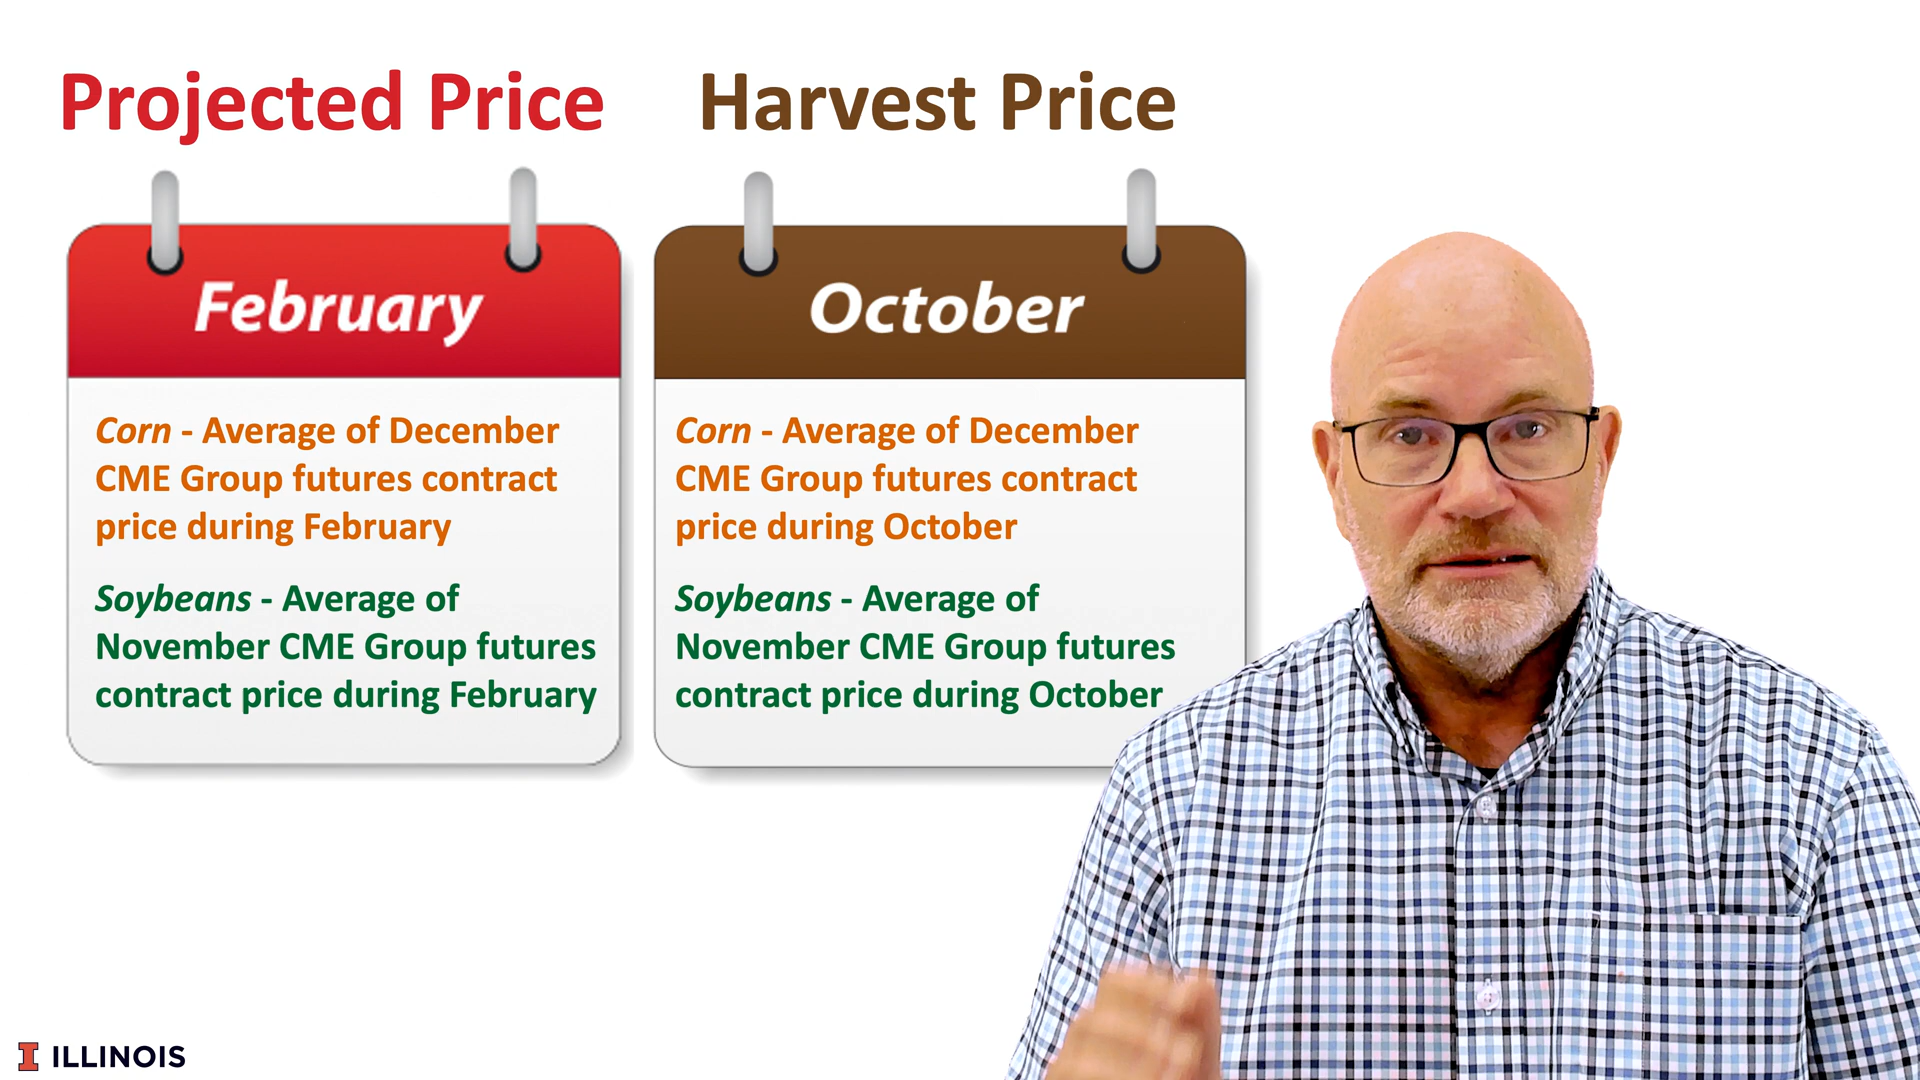 Projected Price
Harvest Price
February
Corn - Average of December
CME Group futures contract
price during February
Soybeans - Average of
November CME Group futures
contract price during February
October
Corn - Average of December
CME Group futures contract
price during October
Soybeans - Average of
November CME Group futures
contract price during October
I ILLINOIS